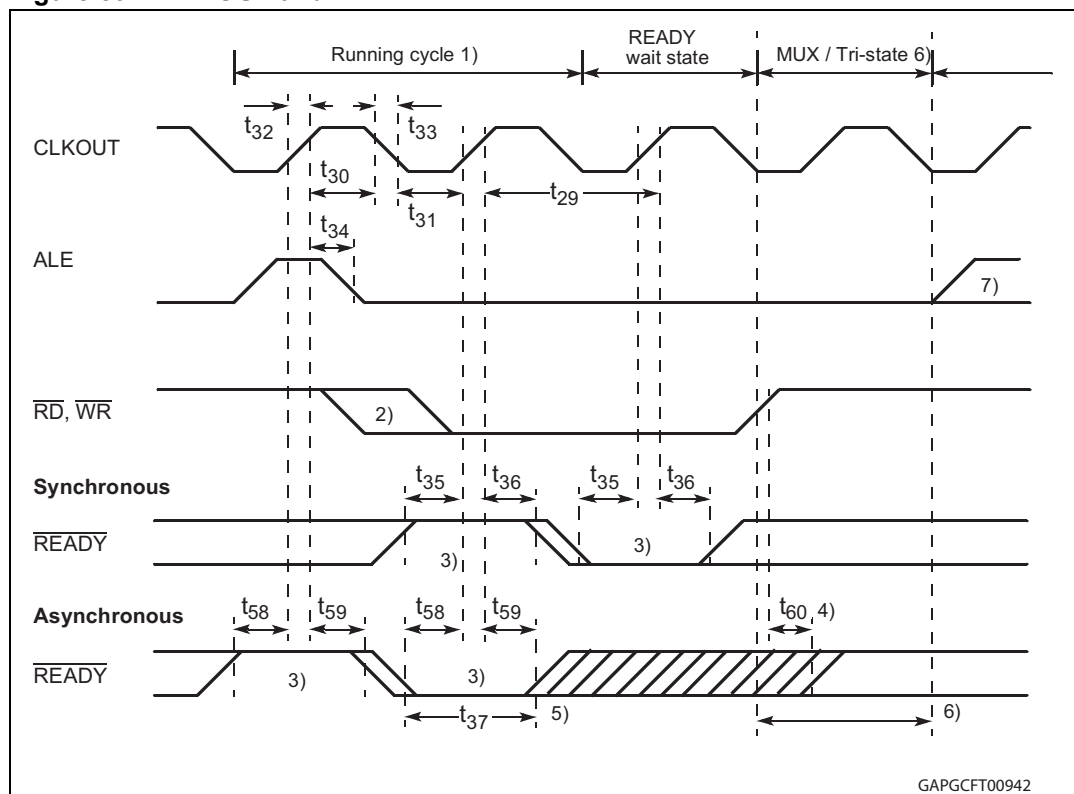 Running cycle 1)
READY
wait state
MUX / Tri-state 6)
CLKOUT
t32
t33
t30
t31
t29
ALE
t34
7)
RD, WR
2)
Synchronous
t35
t36
t35
t36
READY
3)
3)
Asynchronous
t58
t59
t58
t59
t60 4)
READY
3)
3)
t37
5)
6)
GAPGCFT00942